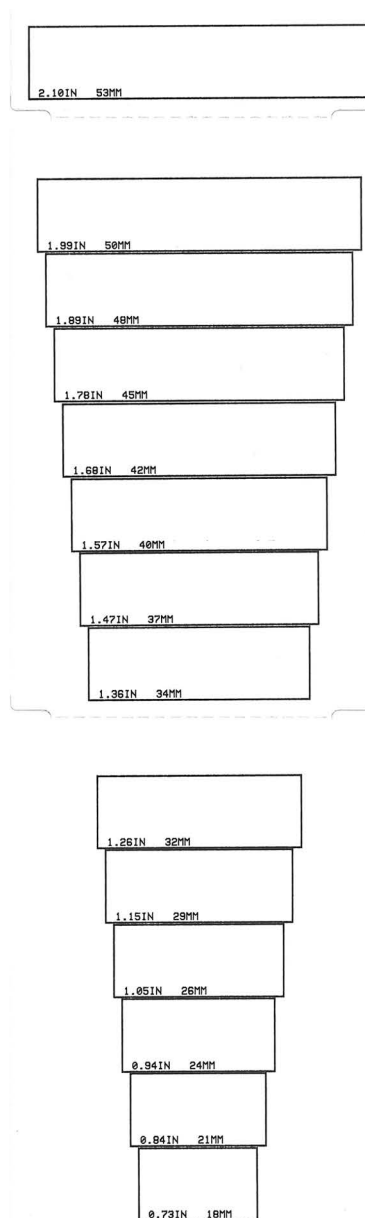 2.10IN 53MM
1.99IN 50MM
1.89IN 48MM
1.78IN 45MM
1.68IN 42MM
1.57IN 40MM
1.47IN 37MM
1.36IN 34MM
1.26IN 32MM
1.15IN 29MM
1.05IN 26MM
0.94IN 24MM
0.84IN 21MM
0.73IN 18MM